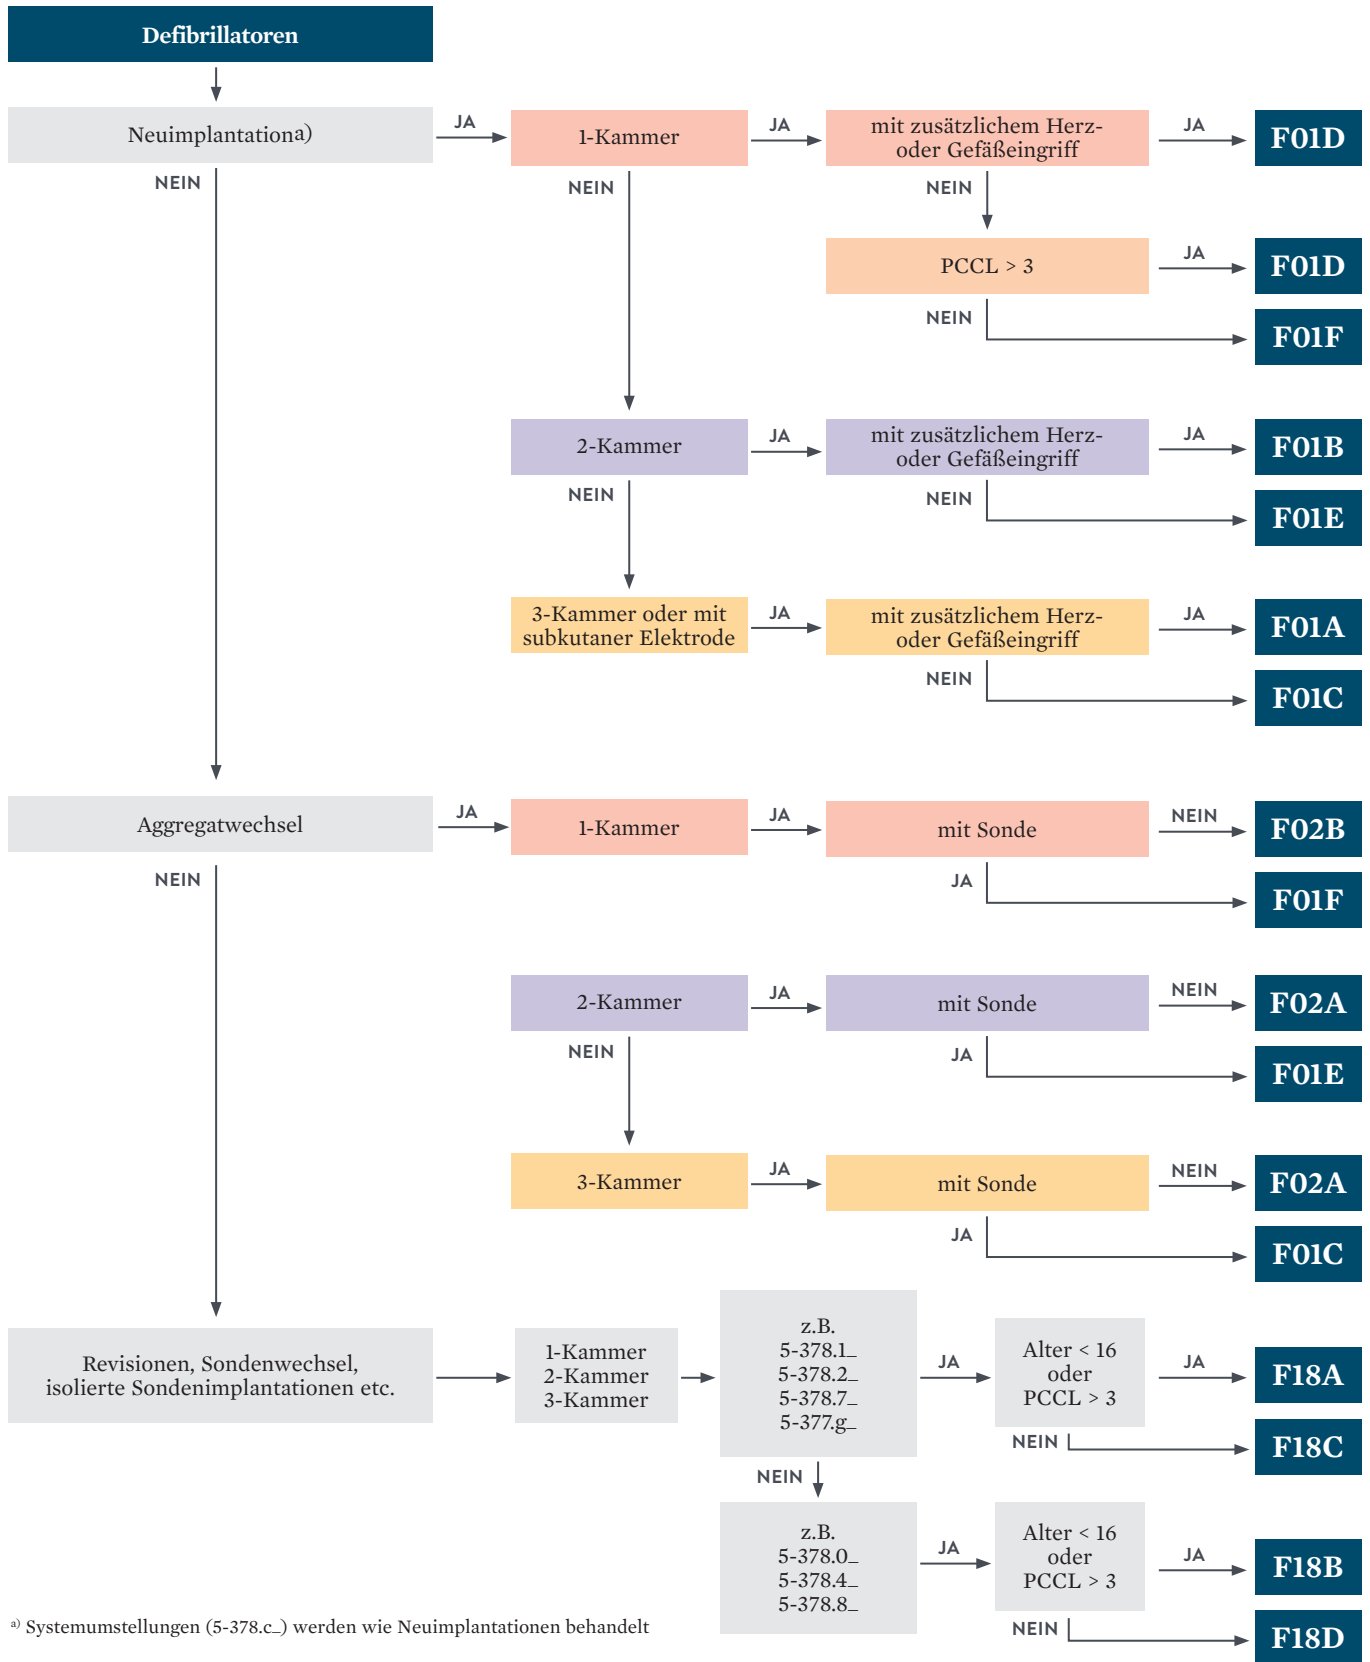 Defibrillatoren
Neuimplantationa)
JA
1-Kammer
JA
mit zusätzlichem Herz-
oder Gefäßeingriff
JA
F01D
NEIN
NEIN
NEIN
PCCL > 3
JA
F01D
NEIN
F01F
2-Kammer
JA
mit zusätzlichem Herz-
oder Gefäßeingriff
JA
F01B
NEIN
NEIN
F01E
3-Kammer oder mit
subkutaner Elektrode
JA
mit zusätzlichem Herz-
oder Gefäßeingriff
JA
F01A
NEIN
F01C
Aggregatwechsel
JA
1-Kammer
JA
mit Sonde
NEIN
F02B
NEIN
JA
F01F
2-Kammer
JA
mit Sonde
NEIN
F02A
NEIN
JA
F01E
3-Kammer
JA
mit Sonde
NEIN
F02A
JA
F01C
Revisionen, Sondenwechsel,
isolierte Sondenimplantationen etc.
1-Kammer
2-Kammer
3-Kammer
z.B.
5-378.1_
5-378.2_
5-378.7_
5-377.g_
JA
Alter < 16
oder
PCCL > 3
JA
F18A
NEIN
F18C
NEIN
z.B.
5-378.0_
5-378.4_
5-378.8_
JA
Alter < 16
oder
PCCL > 3
JA
F18B
NEIN
F18D
a) Systemumstellungen (5-378.c_) werden wie Neuimplantationen behandelt